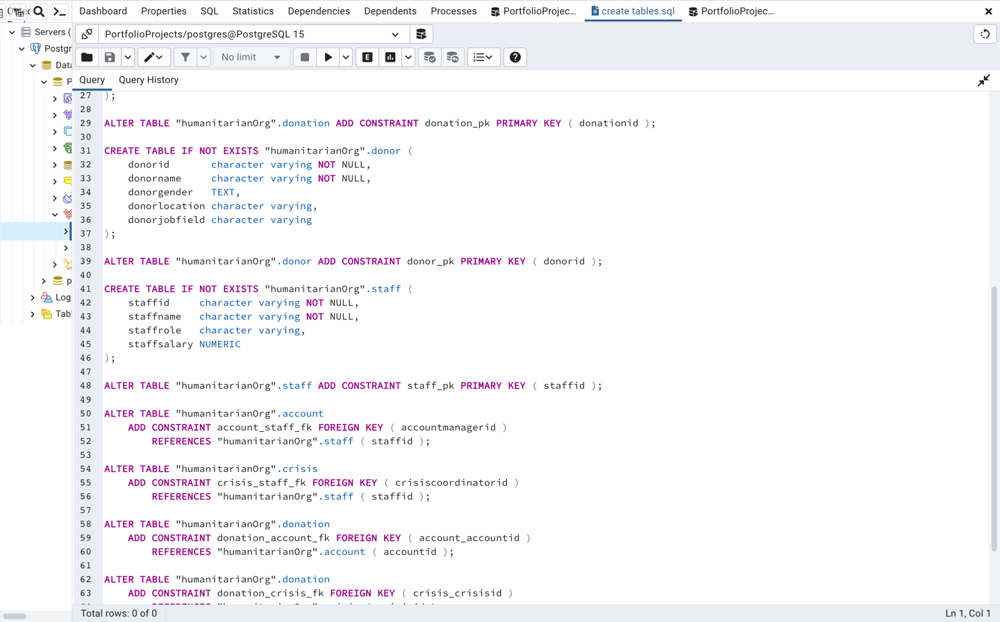 Dashboard Properties SQL Statistics Dependencies Dependents Processes PortfolioProjec... create tables.sql PortfolioProjec...
Servers (
PortfolioProjects/postgres@PostgreSQL 15
Postgr
No limit
Data
Query Query History
P
27 );
28
29 ALTER TABLE "humanitarianOrg".donation ADD CONSTRAINT donation_pk PRIMARY KEY ( donationid );
30
31 CREATE TABLE IF NOT EXISTS "humanitarianOrg".donor (
32 donorid character varying NOT NULL,
33 donorname character varying NOT NULL,
34 donorgender TEXT,
35 donorlocation character varying,
36 donorjobfield character varying
37 );
38
39 ALTER TABLE "humanitarianOrg".donor ADD CONSTRAINT donor_pk PRIMARY KEY ( donorid );
40
41 CREATE TABLE IF NOT EXISTS "humanitarianOrg".staff (
42 staffid character varying NOT NULL,
43 staffname character varying NOT NULL,
44 staffrole character varying,
45 staffsalary NUMERIC
46 );
47
48 ALTER TABLE "humanitarianOrg".staff ADD CONSTRAINT staff_pk PRIMARY KEY ( staffid );
49
50 ALTER TABLE "humanitarianOrg".account
51 ADD CONSTRAINT account_staff_fk FOREIGN KEY ( accountmanagerid )
52 REFERENCES "humanitarianOrg".staff ( staffid );
53
54 ALTER TABLE "humanitarianOrg".crisis
55 ADD CONSTRAINT crisis_staff_fk FOREIGN KEY ( crisiscoordinatorid )
56 REFERENCES "humanitarianOrg".staff ( staffid );
57
58 ALTER TABLE "humanitarianOrg".donation
59 ADD CONSTRAINT donation_account_fk FOREIGN KEY ( account_accountid )
60 REFERENCES "humanitarianOrg".account ( accountid );
61
62 ALTER TABLE "humanitarianOrg".donation
63 ADD CONSTRAINT donation_crisis_fk FOREIGN KEY ( crisis_crisisid )
p
Log
Tab
Total rows: 0 of 0
Ln 1, Col 1